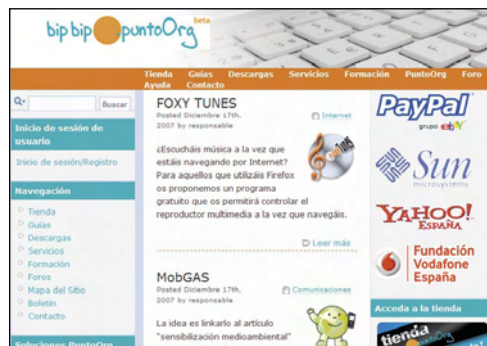 bip bip puntoOrg beta
Tienda Guías Descargas Servicios Formación PuntoOrg Foro
Ayuda Contacto
Buscar
Inicio de sesión de
usuario
Inicio de sesión/Registro
Navegación
Tienda
Guías
Descargas
Servicios
Formación
Foros
Mapa del Sitio
Boletín
Contacto
Soluciones PuntoOrg
FOXY TUNES
Posted Diciembre 17th,
2007 by responsable
Internet
¿Escucháis música a la vez que
estáis navegando por Internet?
Para aquellos que utilizáis Firefox
os proponemos un programa
gratuito que os permitirá controlar el
reproductor multimedia a la vez que navegáis.
Leer más
MobGAS
Posted Diciembre 17th,
2007 by responsable
Comunicaciones
La idea es linkarlo al artículo
"sensibilización medioambiental"
PayPal
grupo ebY
Sun
microsystems
YAHOO!
ESPAÑA
Fundación
Vodafone
España
Acceda a la tienda
tienda